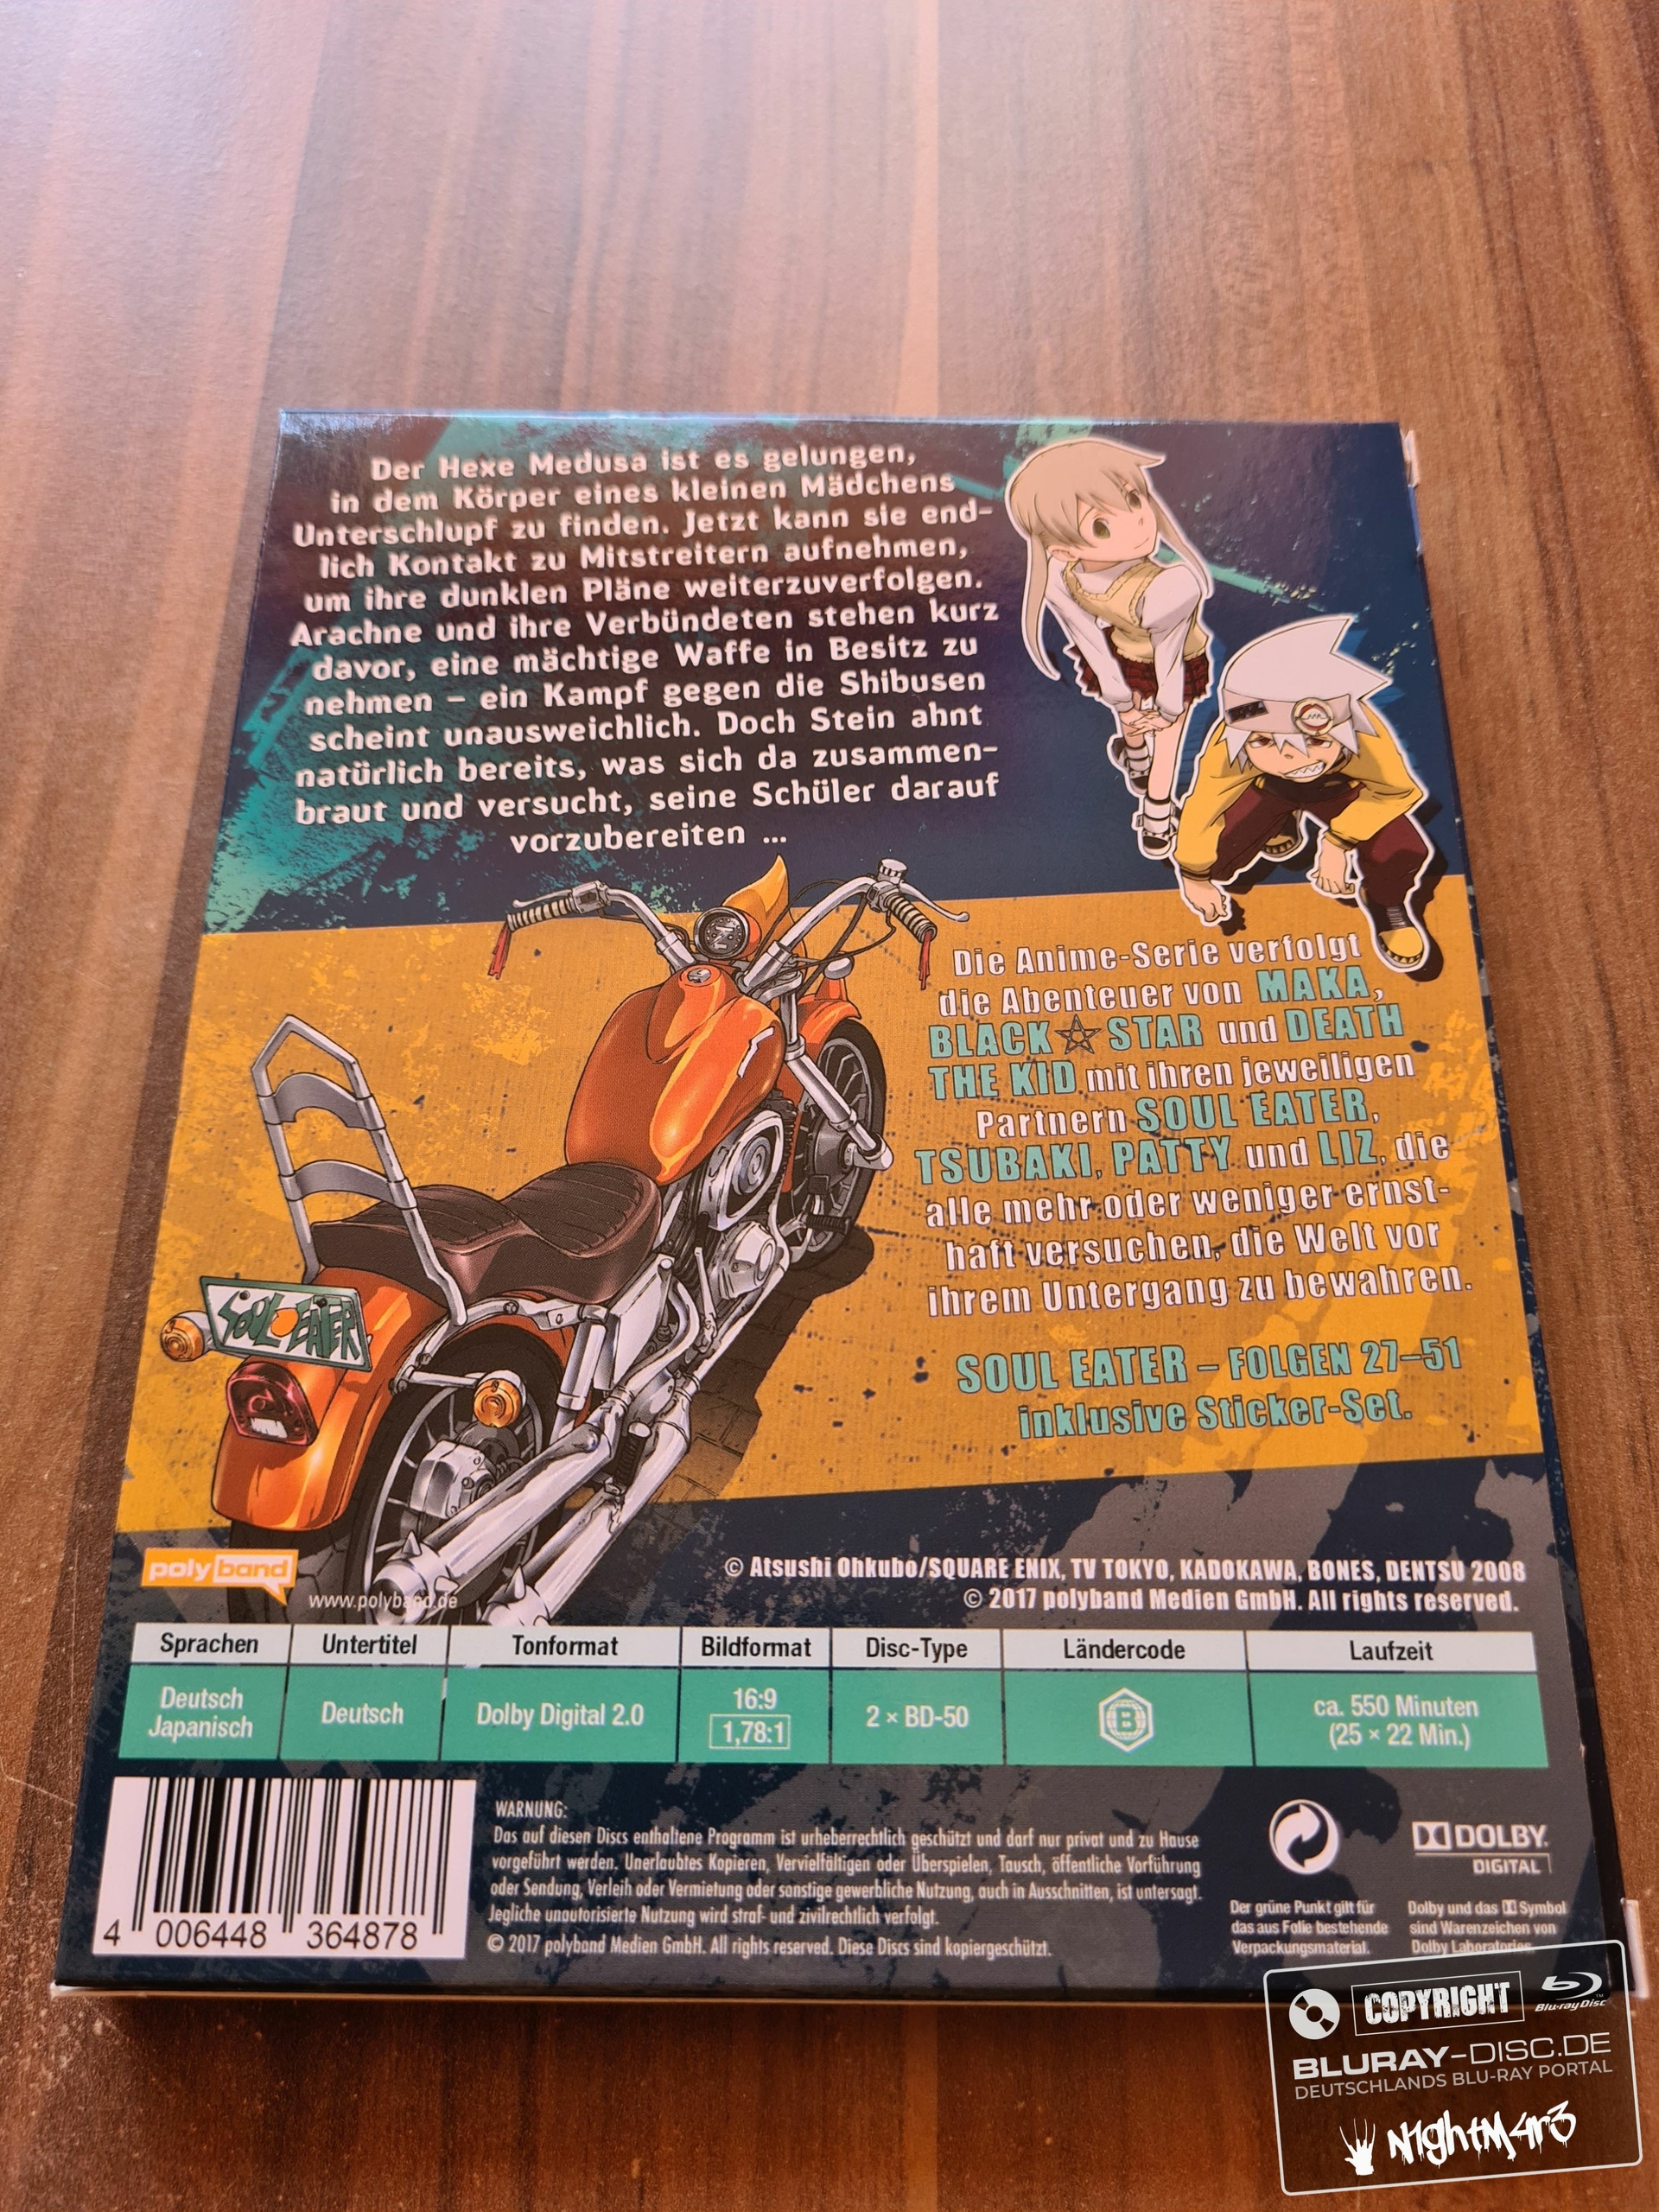 Der Hexe Medusa ist es gelungen,
in dem Körper eines kleinen Mädchens
Unterschlupf zu finden. Jetzt kann sie end-
lich Kontakt zu Mitstreitern aufnehmen,
um ihre dunklen Pläne weiterzuverfolgen.
Arachne und ihre Verbündeten stehen kurz
davor, eine mächtige Waffe in Besitz zu
nehmen – ein Kampf gegen die Shibusen
scheint unausweichlich. Doch Stein ahnt
natürlich bereits, was sich da zusammen-
braut und versucht, seine Schüler darauf
vorzubereiten ...
Die Anime-Serie verfolgt
die Abenteuer von MAKA,
BLACK☆STAR und DEATH
THE KID mit ihren jeweiligen
Partnern SOUL EATER,
TSUBAKI, PATTY und LIZ, die
alle mehr oder weniger ernst-
haft versuchen, die Welt vor
ihrem Untergang zu bewahren.
SOUL EATER – FOLGEN 27–51
inklusive Sticker-Set.
SOUL EATER
polyband
www.polyband.de
© Atsushi Ohkubo/SQUARE ENIX, TV TOKYO, KADOKAWA, BONES, DENTSU 2008
© 2017 polyband Medien GmbH. All rights reserved.
Sprachen Untertitel Tonformat Bildformat Disc-Type Ländercode Laufzeit
Deutsch
Japanisch
Deutsch
Dolby Digital 2.0
16:9
1,78:1
2 × BD-50
B
ca. 550 Minuten
(25 × 22 Min.)
4 006448 364878
WARNUNG:
Das auf diesen Discs enthaltene Programm ist urheberrechtlich geschützt und darf nur privat und zu Hause
vorgeführt werden. Unerlaubtes Kopieren, Vervielfältigen oder Überspielen, Tausch, öffentliche Vorführung
oder Sendung, Verleih oder Vermietung oder sonstige gewerbliche Nutzung, auch in Ausschnitten, ist untersagt.
Jegliche unautorisierte Nutzung wird straf- und zivilrechtlich verfolgt.
© 2017 polyband Medien GmbH. All rights reserved. Diese Discs sind kopiergeschützt.
Der grüne Punkt gilt für
das aus Folie bestehende
Verpackungsmaterial.
DOLBY.
DIGITAL
Dolby und das DD Symbol
sind Warenzeichen von
Dolby Laboratories
COPYRIGHT
Blu-ray Disc™
BLURAY-DISC.DE
DEUTSCHLANDS BLU-RAY PORTAL
N1ghtM4r3